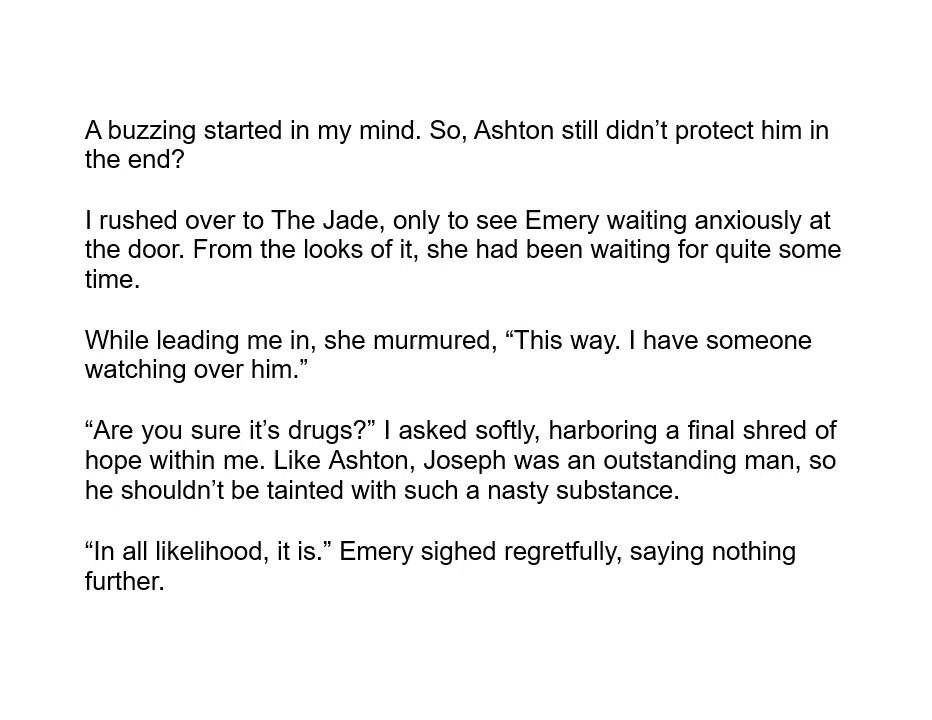 A buzzing started in my mind. So, Ashton still didn’t protect him in
the end?
I rushed over to The Jade, only to see Emery waiting anxiously at
the door. From the looks of it, she had been waiting for quite some
time.
While leading me in, she murmured, “This way. I have someone
watching over him.”
“Are you sure it’s drugs?” I asked softly, harboring a final shred of
hope within me. Like Ashton, Joseph was an outstanding man, so
he shouldn’t be tainted with such a nasty substance.
“In all likelihood, it is.” Emery sighed regretfully, saying nothing
further.